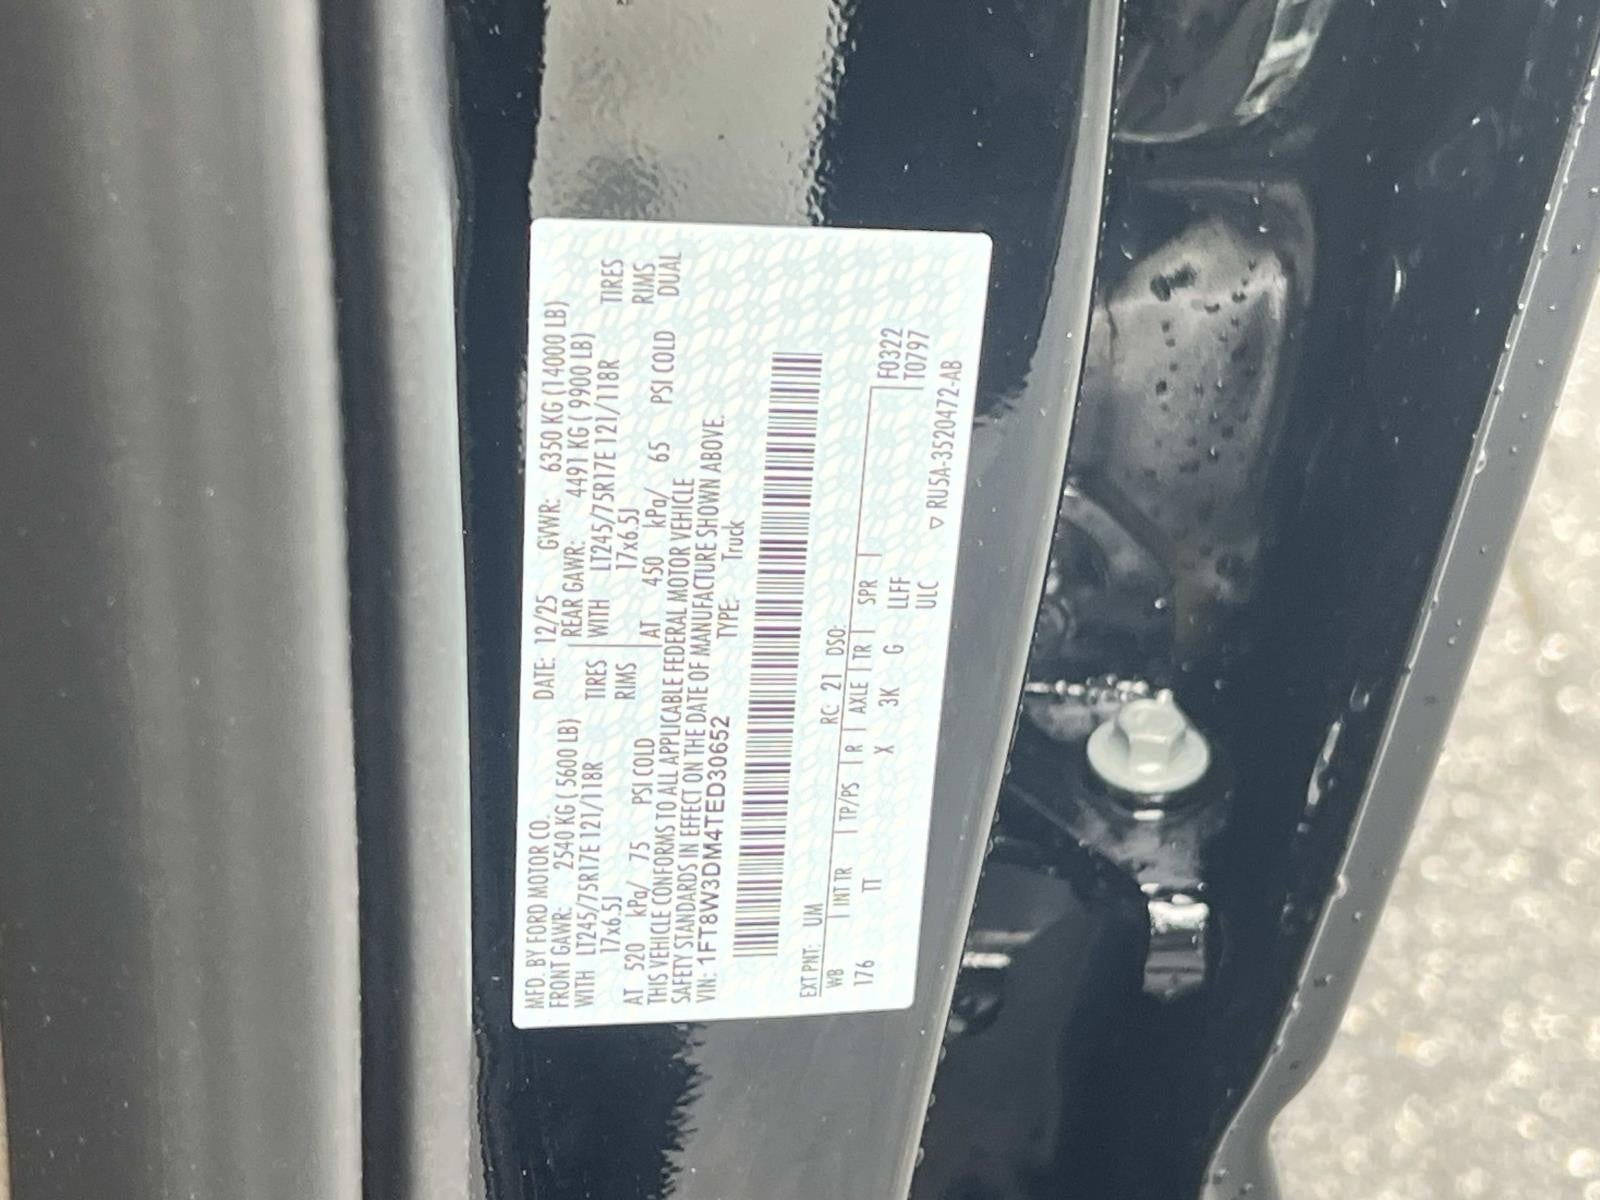 MFD. BY FORD MOTOR CO. DATE: 12/25 GVWR: 6350 KG (14000 LB)
FRONT GAWR: 2540 KG (5600 LB) REAR GAWR: 4491 KG (9900 LB)
WITH LT245/75R17E 121/118R TIRES WITH LT245/75R17E 121/118R TIRES
17x6.5J RIMS 17x6.5J RIMS
AT 520 kPa/ 75 PSI COLD AT 450 kPa/ 65 PSI COLD DUAL
THIS VEHICLE CONFORMS TO ALL APPLICABLE FEDERAL MOTOR VEHICLE
SAFETY STANDARDS IN EFFECT ON THE DATE OF MANUFACTURE SHOWN ABOVE.
VIN: 1FT8W3DM4TED30652 TYPE: Truck
EXT PNT: UM RC: 21 DSO:
WB INT TR TP/PS R AXLE TR SPR F0322
176 TT X 3K G LLFF T0797
ULC
▽ RU5A-3520472-AB